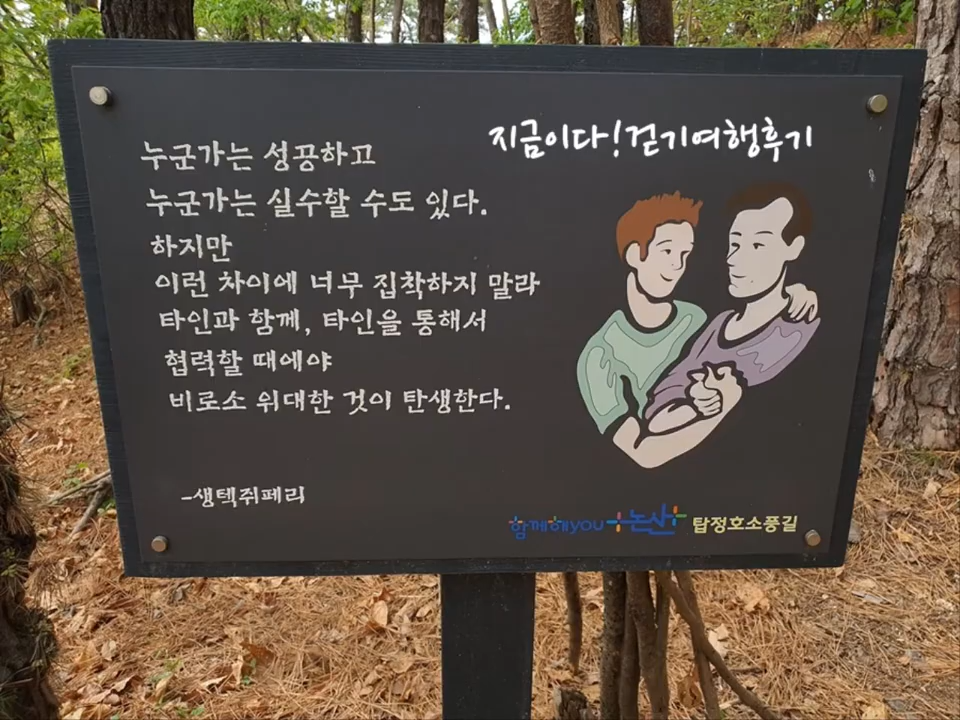 지금이다!걷기여행후기
누군가는 성공하고
누군가는 실수할 수도 있다.
하지만
이런 차이에 너무 집착하지 말라
타인과 함께, 타인을 통해서
협력할 때에야
비로소 위대한 것이 탄생한다.
-생텍쥐페리
함께해you 논산 탑정호소풍길